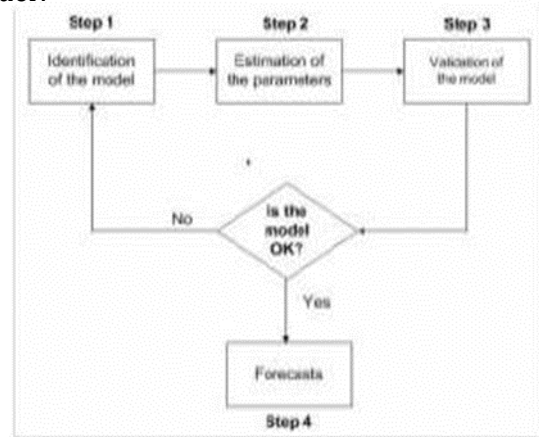 Step 1
Step 2
Step 3
Identification
of the model
Estimation of
the parameters
Validation of
the model
Is the
model
OK?
No
Yes
Forecasts
Step 4